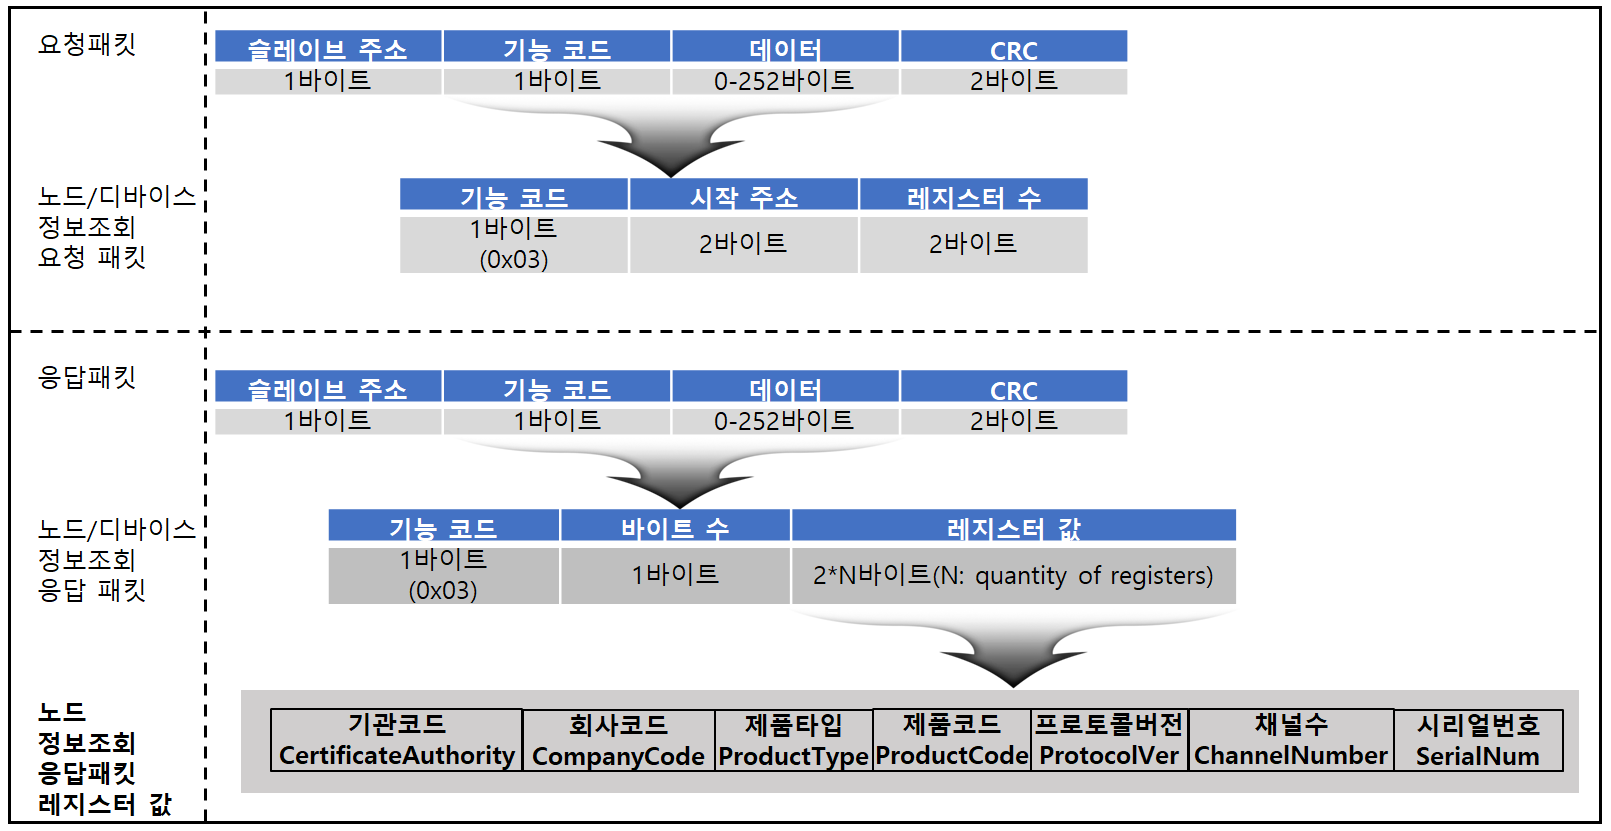 요청패킷
슬레이브 주소 기능 코드 데이터 CRC
1바이트 1바이트 0-252바이트 2바이트
노드/디바이스
정보조회
요청 패킷
기능 코드 시작 주소 레지스터 수
1바이트
(0x03)
2바이트 2바이트
응답패킷
슬레이브 주소 기능 코드 데이터 CRC
1바이트 1바이트 0-252바이트 2바이트
노드/디바이스
정보조회
응답 패킷
기능 코드 바이트 수 레지스터 값
1바이트
(0x03)
1바이트 2*N바이트(N: quantity of registers)
노드
정보조회
응답패킷
레지스터 값
기관코드 회사코드 제품타입 제품코드 프로토콜버전 채널수 시리얼번호
CertificateAuthority CompanyCode ProductType ProductCode ProtocolVer ChannelNumber SerialNum